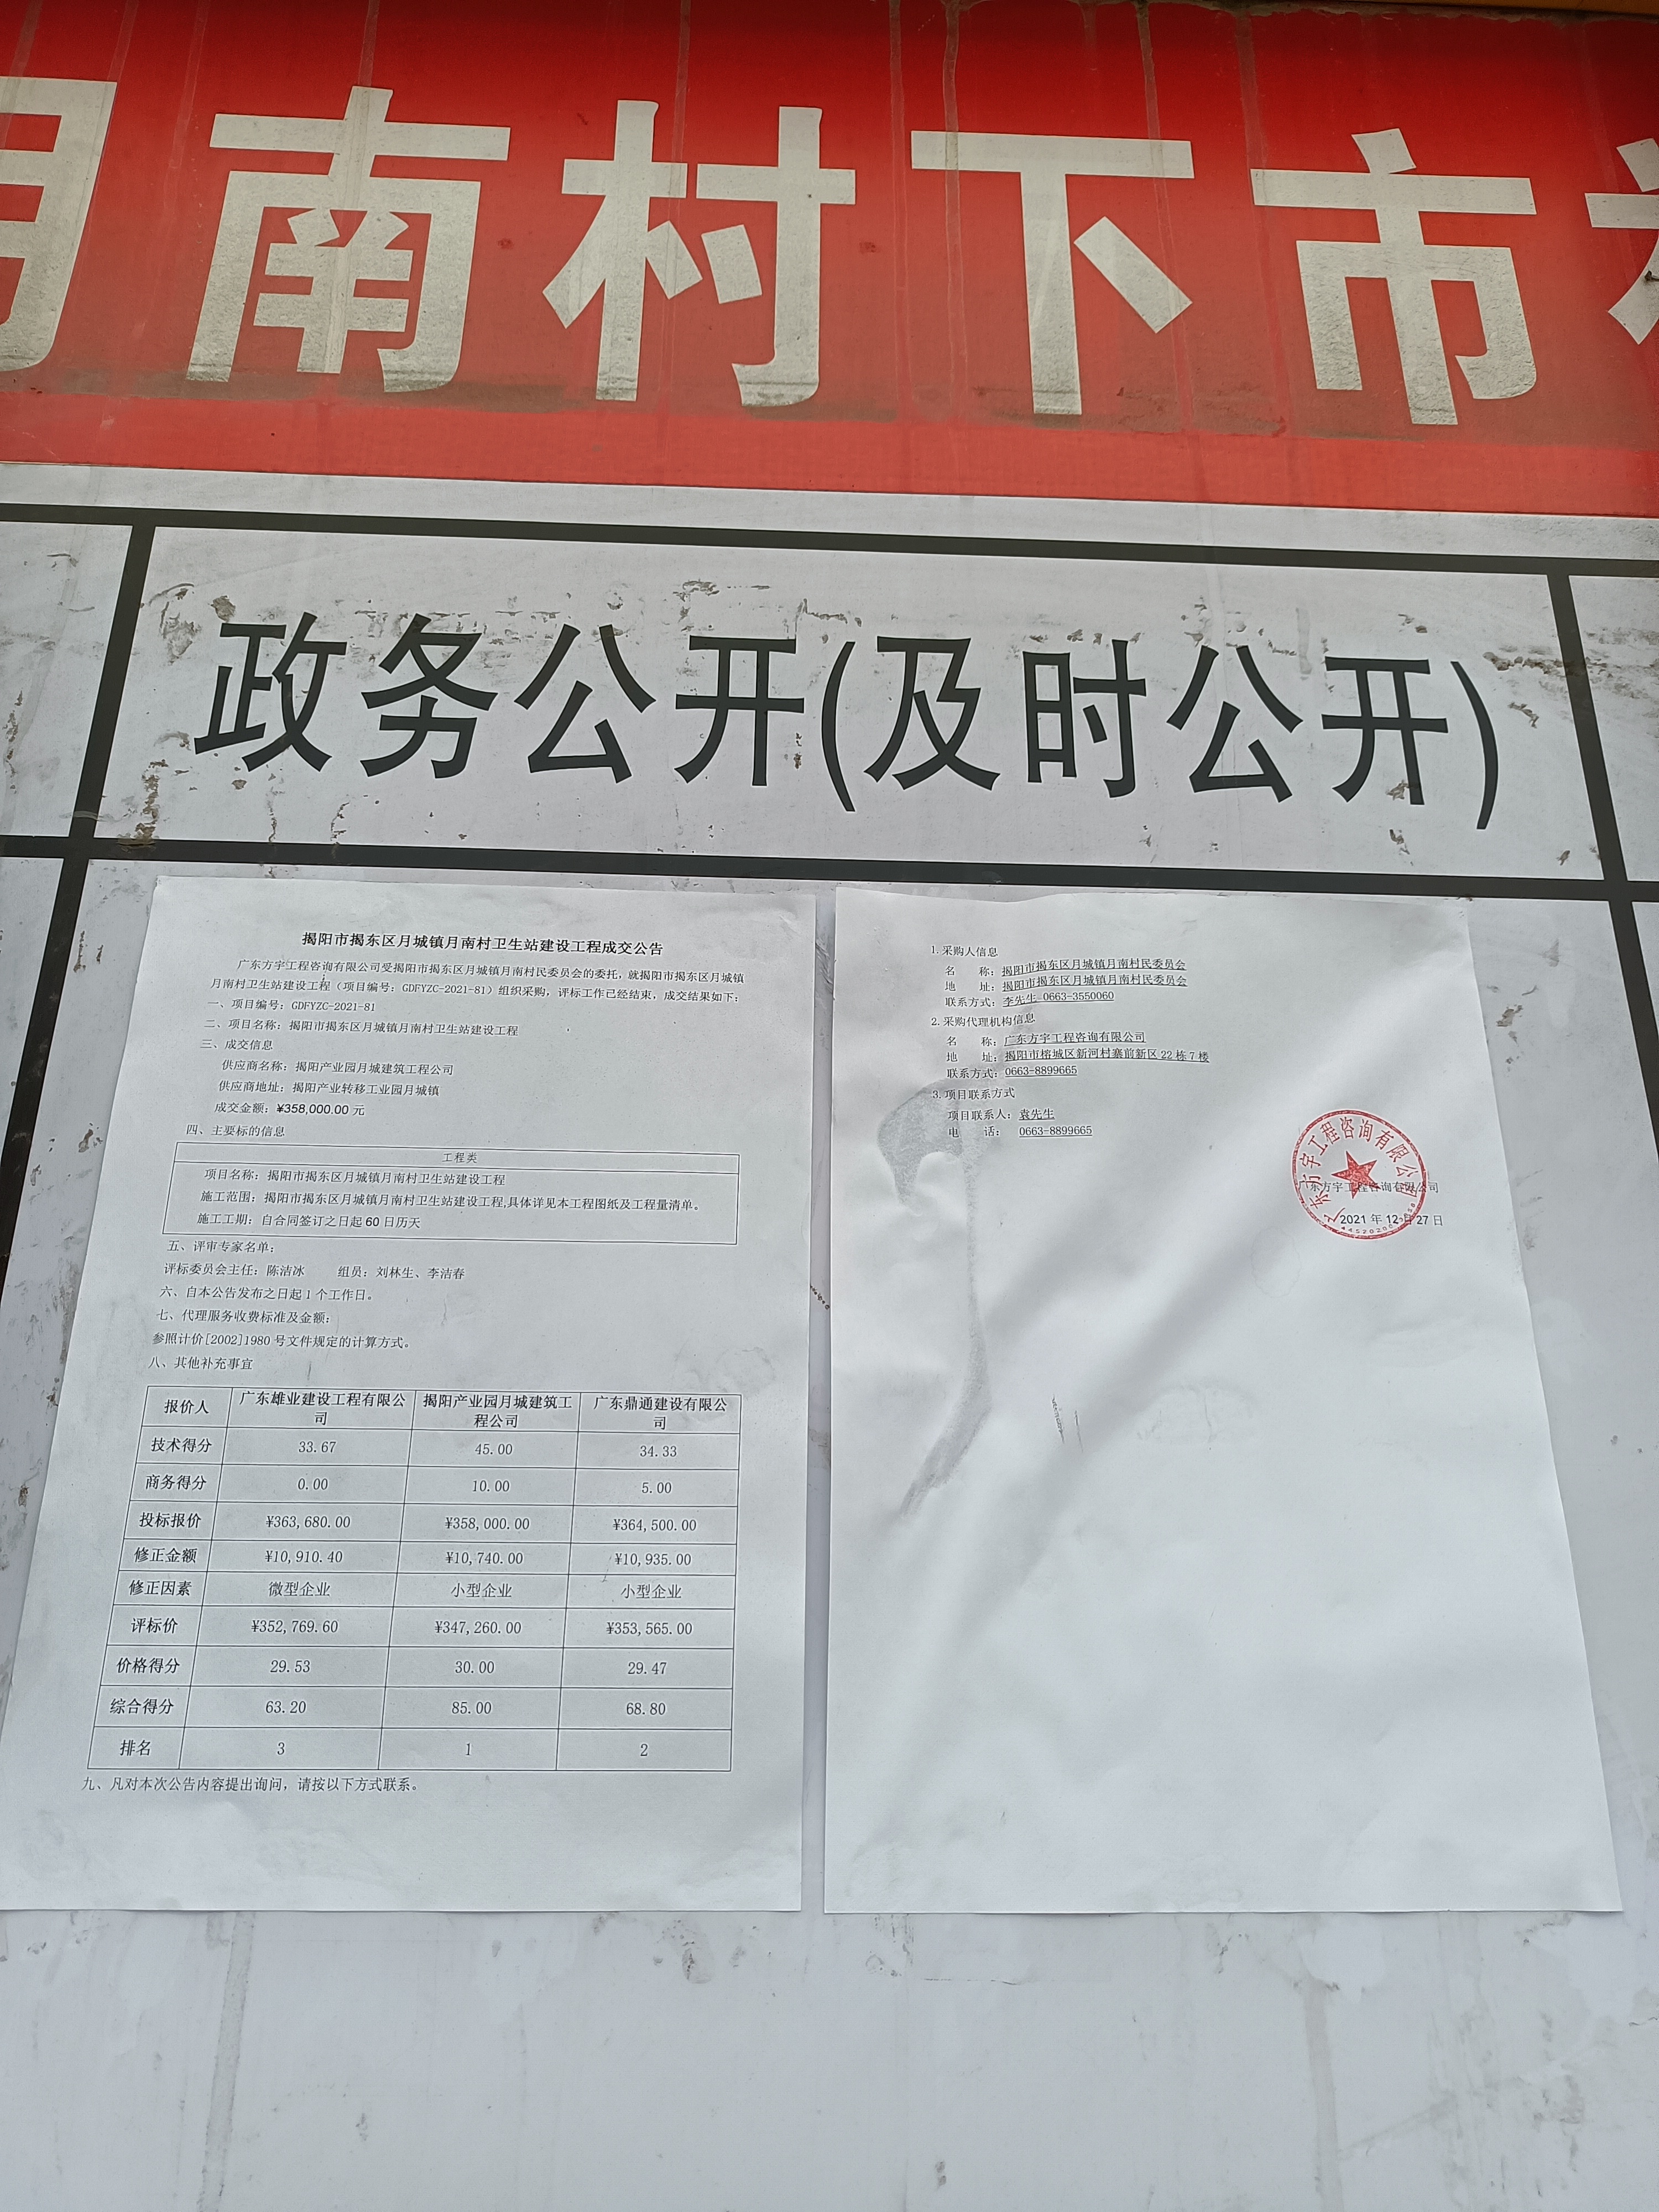 月南村下市
政务公开(及时公开)
揭阳市揭东区月城镇月南村卫生站建设工程成交公告
广东方宇工程咨询有限公司受揭阳市揭东区月城镇月南村民委员会的委托，就揭阳市揭东区月城镇
月南村卫生站建设工程（项目编号：GDFYZC-2021-81）组织采购，评标工作已经结束，成交结果如下：
一、项目编号：GDFYZC-2021-81
二、项目名称：揭阳市揭东区月城镇月南村卫生站建设工程
三、成交信息
供应商名称：揭阳产业园月城建筑工程公司
供应商地址：揭阳产业转移工业园月城镇
成交金额：¥358,000.00 元
四、主要标的信息
工程类
项目名称：揭阳市揭东区月城镇月南村卫生站建设工程
施工范围：揭阳市揭东区月城镇月南村卫生站建设工程,具体详见本工程图纸及工程量清单。
施工工期：自合同签订之日起 60 日历天
五、评审专家名单：
评标委员会主任：陈洁冰 组员：刘林生、李洁春
六、自本公告发布之日起 1 个工作日。
七、代理服务收费标准及金额：
参照计价[2002]1980 号文件规定的计算方式。
八、其他补充事宜
报价人 广东雄业建设工程有限公司 揭阳产业园月城建筑工程公司 广东鼎通建设有限公司
技术得分 33.67 45.00 34.33
商务得分 0.00 10.00 5.00
投标报价 ¥363,680.00 ¥358,000.00 ¥364,500.00
修正金额 ¥10,910.40 ¥10,740.00 ¥10,935.00
修正因素 微型企业 小型企业 小型企业
评标价 ¥352,769.60 ¥347,260.00 ¥353,565.00
价格得分 29.53 30.00 29.47
综合得分 63.20 85.00 68.80
排名 3 1 2
九、凡对本次公告内容提出询问，请按以下方式联系。
1.采购人信息
名 称：揭阳市揭东区月城镇月南村民委员会
地 址：揭阳市揭东区月城镇月南村民委员会
联系方式：李先生 0663-3550060
2.采购代理机构信息
名 称：广东方宇工程咨询有限公司
地 址：揭阳市榕城区新河村寨前新区 22 栋 7 楼
联系方式：0663-8899665
3.项目联系方式
项目联系人：袁先生
电 话： 0663-8899665
广东方宇工程咨询有限公司
广东方宇工程咨询有限公司
2021 年 12 月 27 日